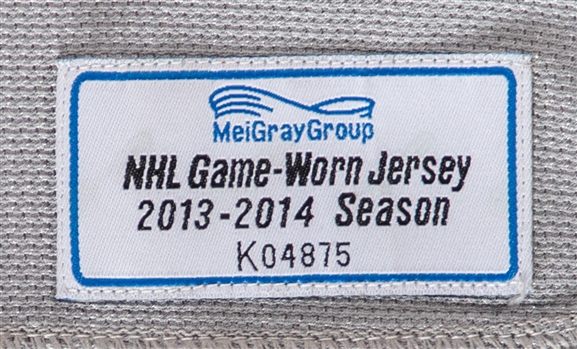 MeiGrayGroup
NHL Game-Worn Jersey
2013-2014 Season
K04875